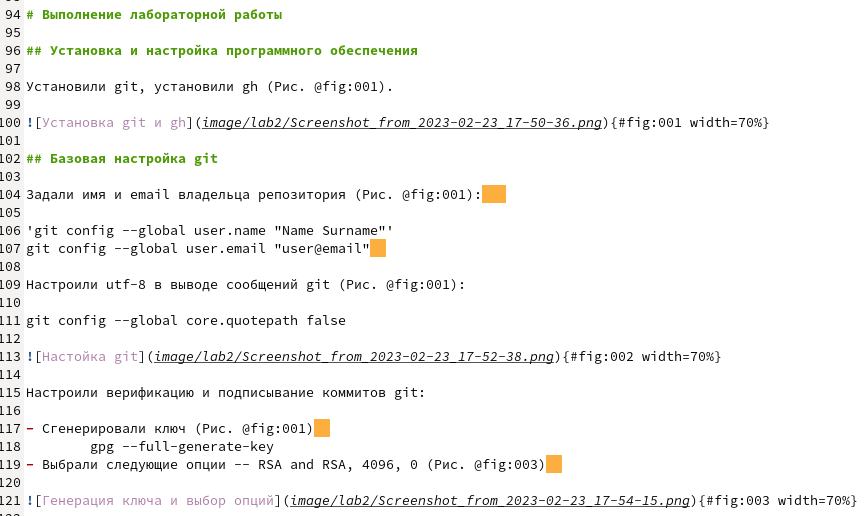 94 # Выполнение лабораторной работы
95
96 ## Установка и настройка программного обеспечения
97
98 Установили git, установили gh (Рис. @fig:001).
99
100 ![Установка git и gh](image/lab2/Screenshot_from_2023-02-23_17-50-36.png){#fig:001 width=70%}
101
102 ## Базовая настройка git
103
104 Задали имя и email владельца репозитория (Рис. @fig:001):
105
106 'git config --global user.name "Name Surname"'
107 git config --global user.email "user@email"
108
109 Настроили utf-8 в выводе сообщений git (Рис. @fig:001):
110
111 git config --global core.quotepath false
112
113 ![Настойка git](image/lab2/Screenshot_from_2023-02-23_17-52-38.png){#fig:002 width=70%}
114
115 Настроили верификацию и подписывание коммитов git:
116
117 - Сгенерировали ключ (Рис. @fig:001)
118         gpg --full-generate-key
119 - Выбрали следующие опции -- RSA and RSA, 4096, 0 (Рис. @fig:003)
120
121 ![Генерация ключа и выбор опций](image/lab2/Screenshot_from_2023-02-23_17-54-15.png){#fig:003 width=70%}